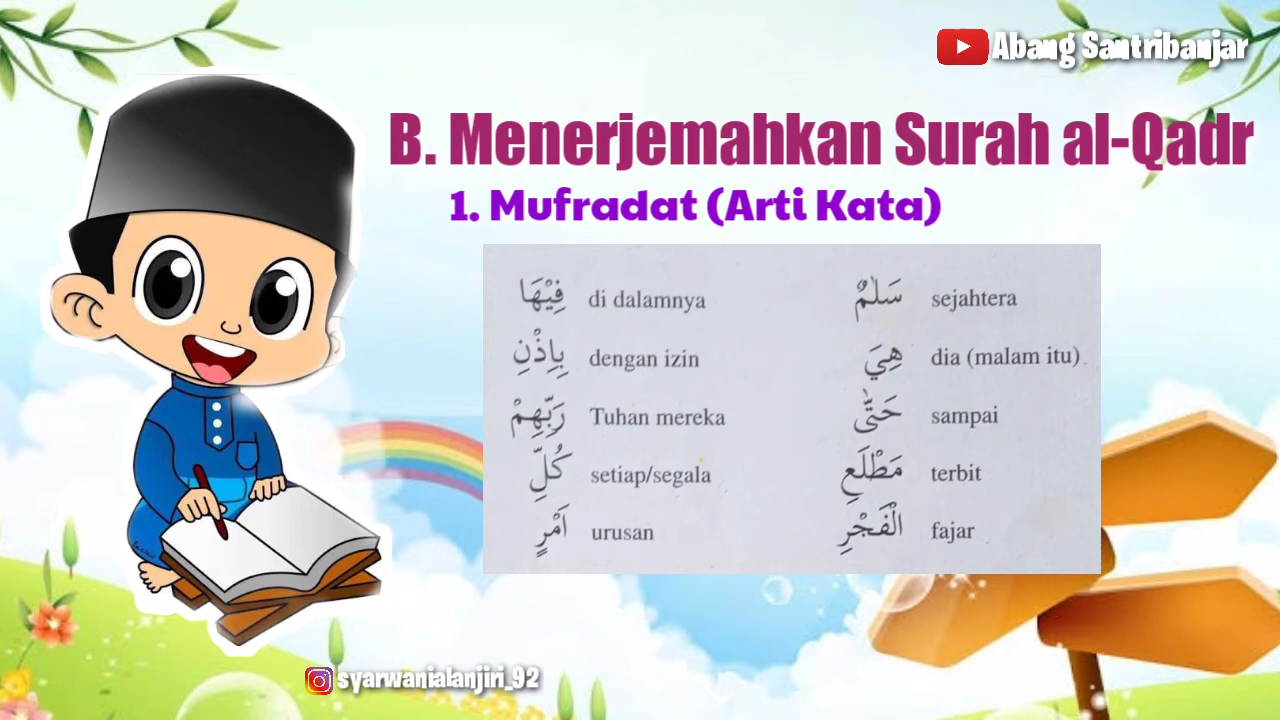 Abang Santribanjar
B. Menerjemahkan Surah al-Qadr
1. Mufradat (Arti Kata)
فِيْهَا di dalamnya سَلٰمٌ sejahtera
بِاِذْنِ dengan izin هِيَ dia (malam itu)
رَبِّهِمْ Tuhan mereka حَتّٰى sampai
كُلِّ setiap/segala مَطْلَعِ terbit
اَمْرٍ urusan الْفَجْرِ fajar
syarwanialanjiri_92